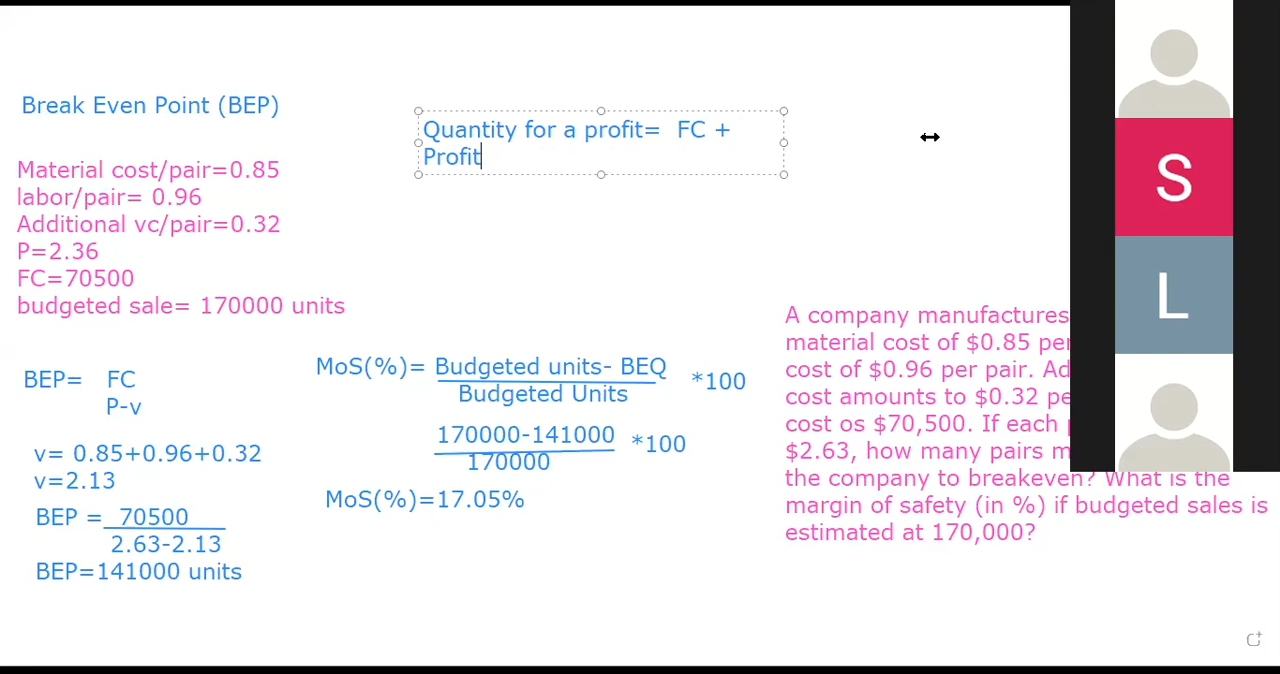 Break Even Point (BEP)
Material cost/pair=0.85
labor/pair= 0.96
Additional vc/pair=0.32
P=2.36
FC=70500
budgeted sale= 170000 units
BEP= FC
P-v
v= 0.85+0.96+0.32
v=2.13
BEP = 70500
2.63-2.13
BEP=141000 units
Quantity for a profit= FC +
Profit
MoS(%)= Budgeted units- BEQ *100
Budgeted Units
170000-141000 *100
170000
MoS(%)=17.05%
A company manufactures
material cost of $0.85 per
cost of $0.96 per pair. Ad
cost amounts to $0.32 pe
cost os $70,500. If each
$2.63, how many pairs m
the company to breakeven? What is the
margin of safety (in %) if budgeted sales is
estimated at 170,000?
S
L